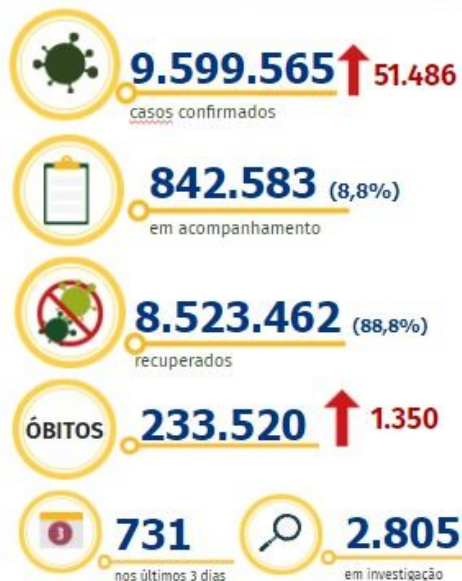 9.599.565 51.486
casos confirmados
842.583 (8,8%)
em acompanhamento
8.523.462 (88,8%)
recuperados
ÓBITOS 233.520 1.350
3 731 2.805
nos últimos 3 dias em investigação